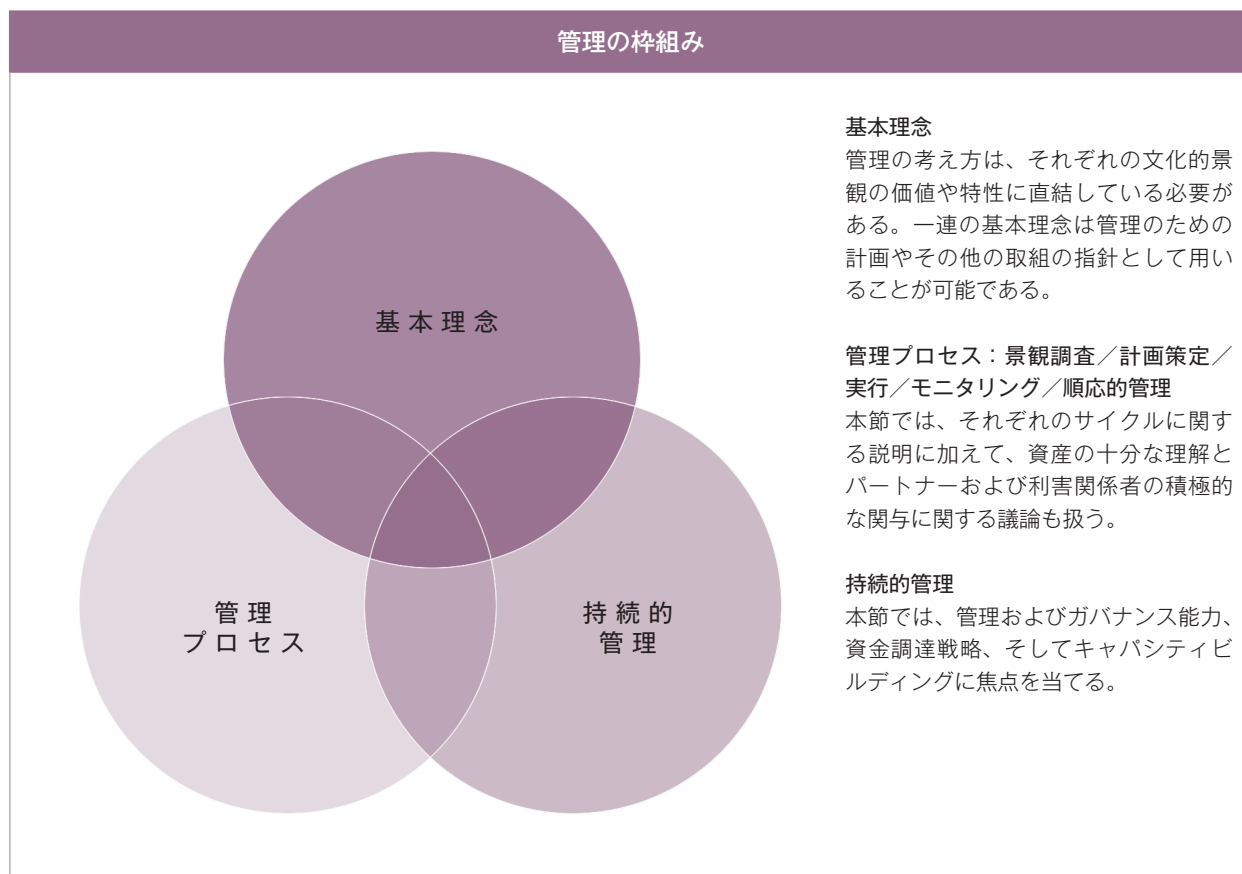 管理の枠組み
基本理念
管理プロセス
持続的管理
基本理念
管理の考え方は、それぞれの文化的景
観の価値や特性に直結している必要が
ある。一連の基本理念は管理のための
計画やその他の取組の指針として用い
ることが可能である。
管理プロセス：景観調査／計画策定／
実行／モニタリング／順応的管理
本節では、それぞれのサイクルに関す
る説明に加えて、資産の十分な理解と
パートナーおよび利害関係者の積極的
な関与に関する議論も扱う。
持続的管理
本節では、管理およびガバナンス能力、
資金調達戦略、そしてキャパシティビ
ルディングに焦点を当てる。